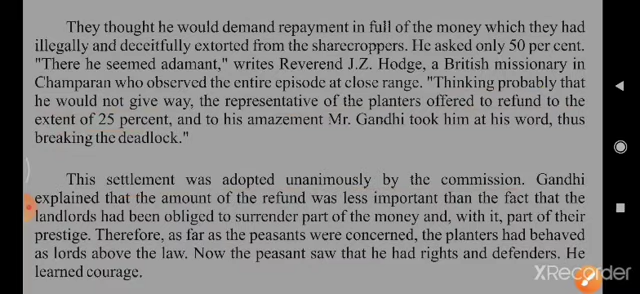 They thought he would demand repayment in full of the money which they had
illegally and deceitfully extorted from the sharecroppers. He asked only 50 per cent.
"There he seemed adamant," writes Reverend J.Z. Hodge, a British missionary in
Champaran who observed the entire episode at close range. "Thinking probably that
he would not give way, the representative of the planters offered to refund to the
extent of 25 percent, and to his amazement Mr. Gandhi took him at his word, thus
breaking the deadlock."
This settlement was adopted unanimously by the commission. Gandhi
explained that the amount of the refund was less important than the fact that the
landlords had been obliged to surrender part of the money and, with it, part of their
prestige. Therefore, as far as the peasants were concerned, the planters had behaved
as lords above the law. Now the peasant saw that he had rights and defenders. He
learned courage.
XRecorder